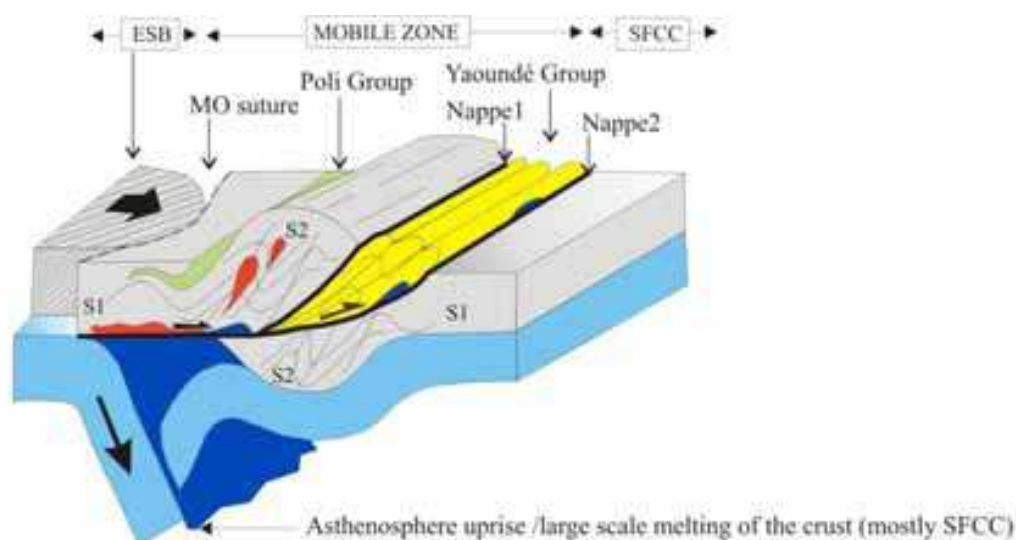 ESB MOBILE ZONE SFCC
Poli Group Yaoundé Group
MO suture Nappe1 Nappe2
S2
S1 S1
S2
Asthenosphere uprise /large scale melting of the crust (mostly SFCC)